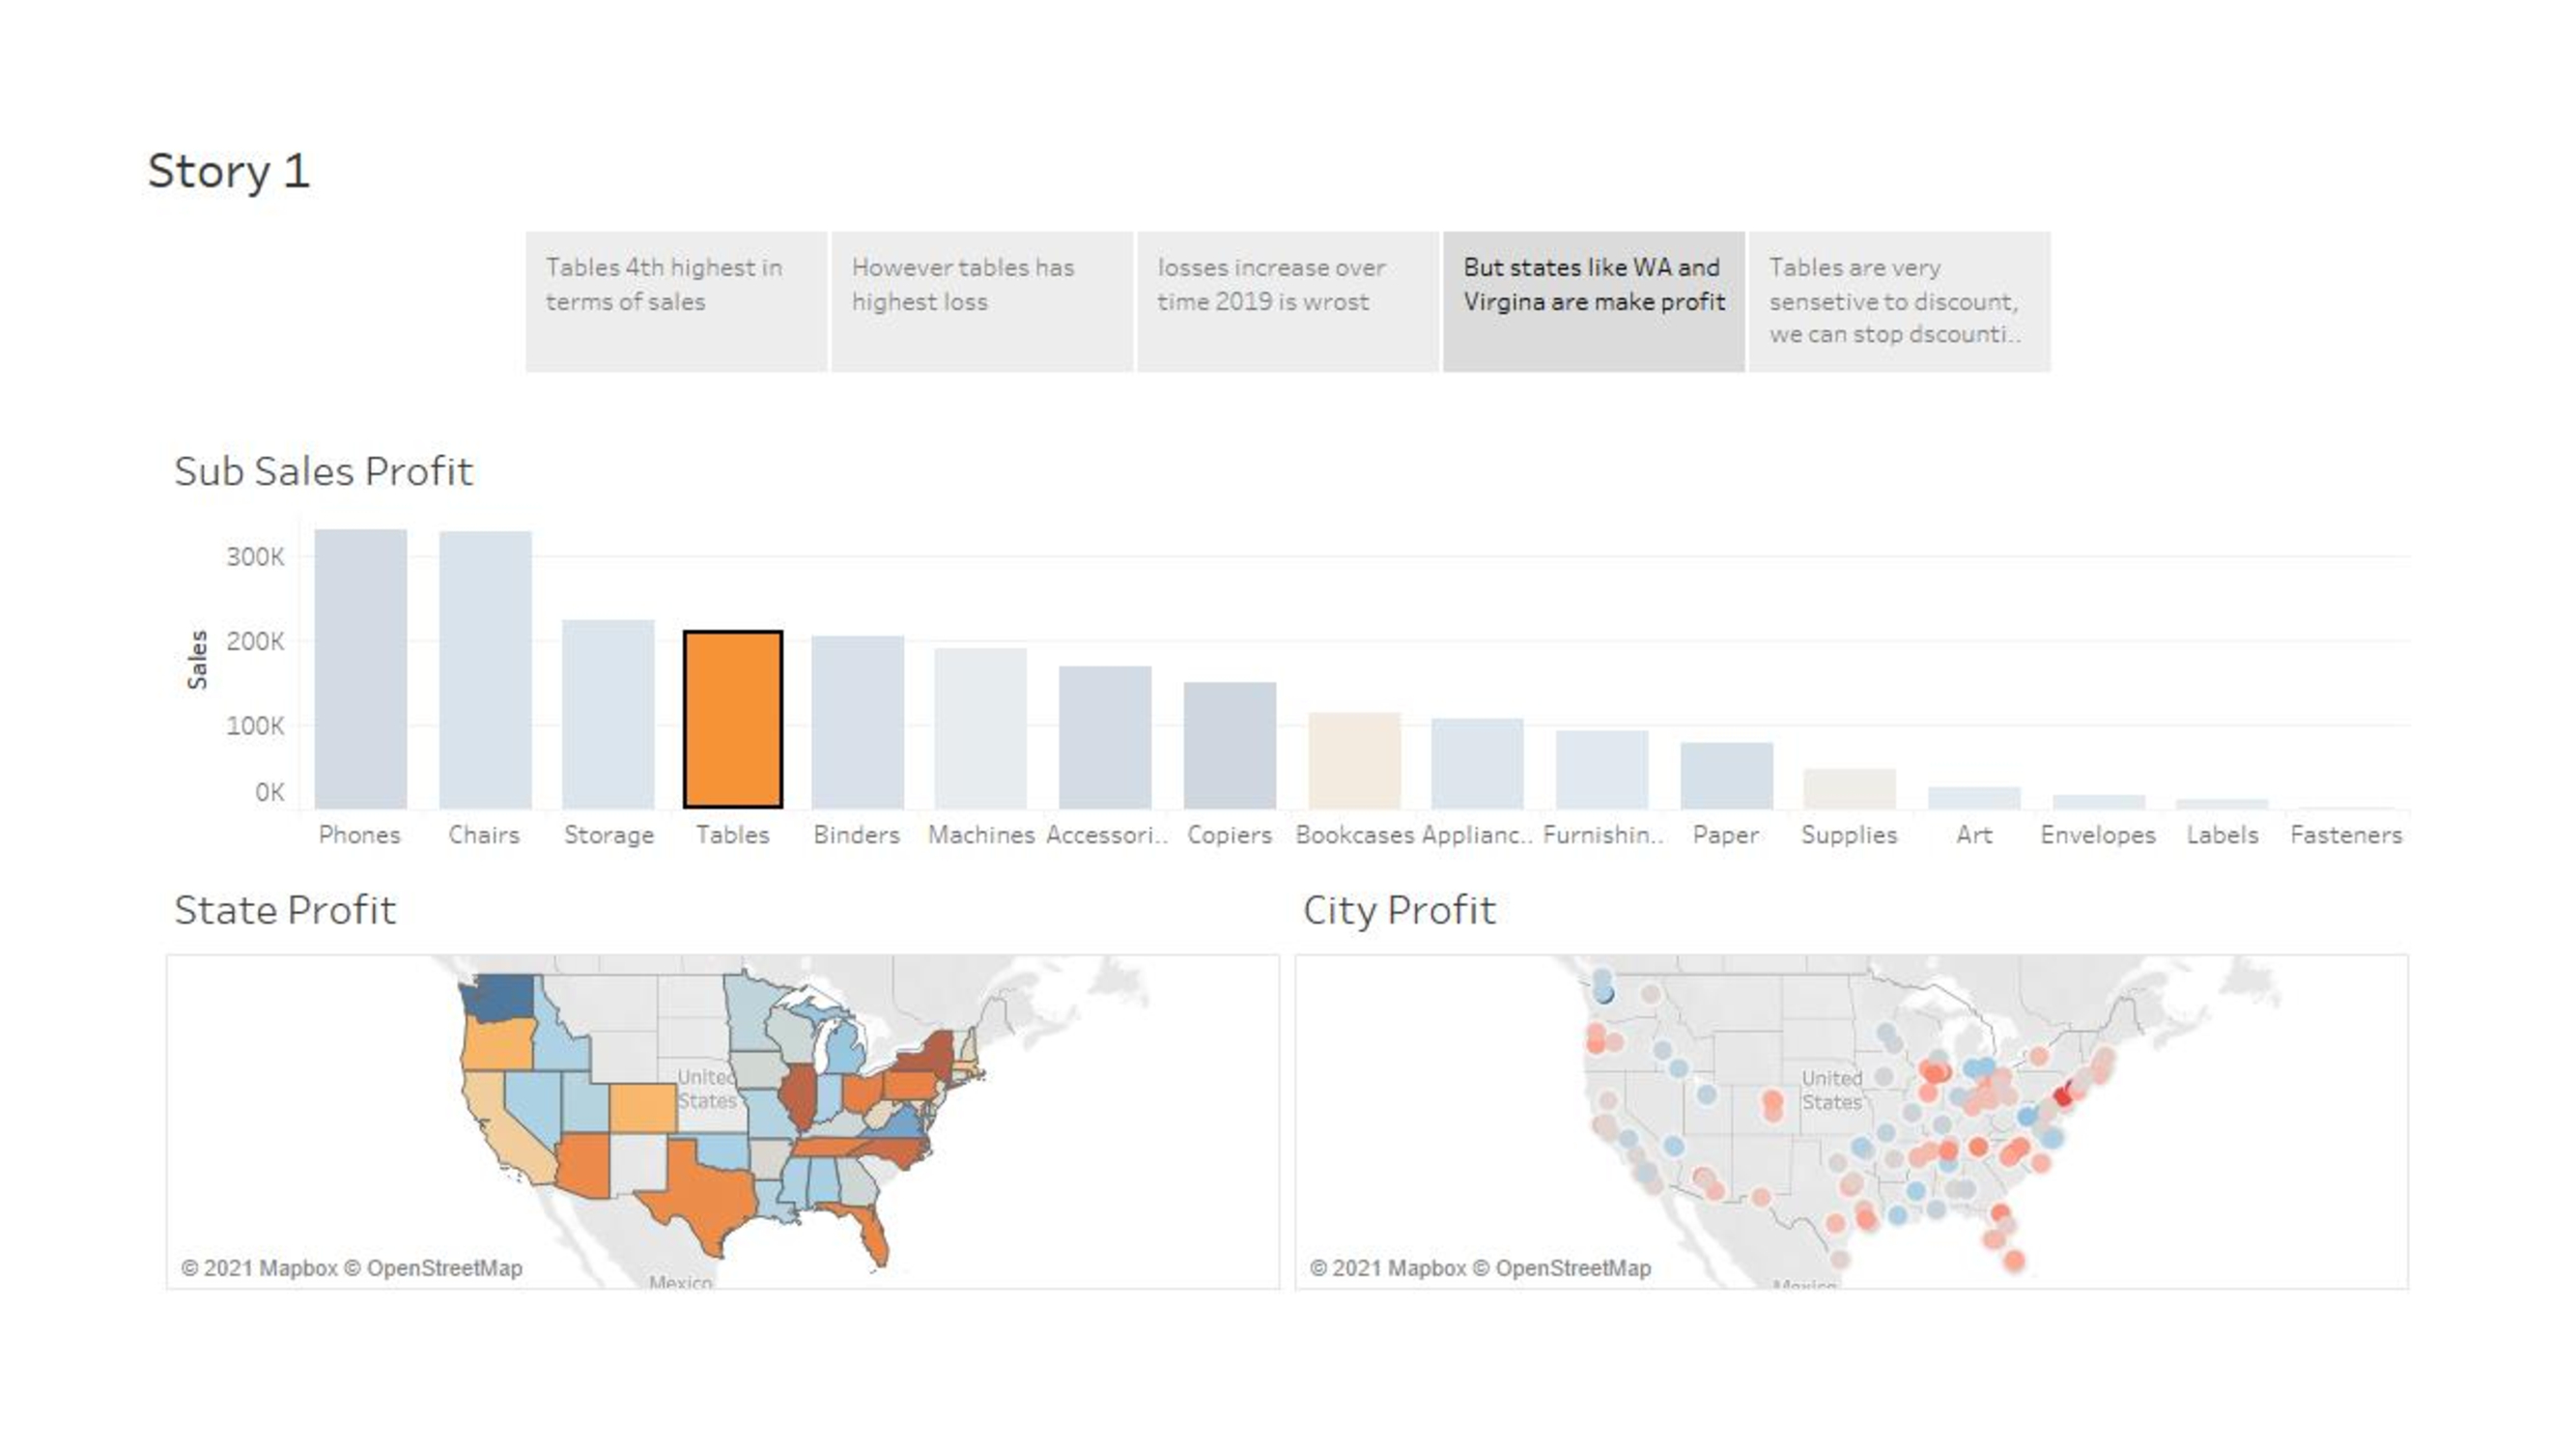 Story 1
Tables 4th highest in
terms of sales
However tables has
highest loss
losses increase over
time 2019 is wrost
But states like WA and
Virgina are make profit
Tables are very
sensetive to discount,
we can stop dscounti..
Sub Sales Profit
Sales
300K
200K
100K
0K
Phones Chairs Storage Tables Binders Machines Accessori.. Copiers Bookcases Applianc.. Furnishin.. Paper Supplies Art Envelopes Labels Fasteners
State Profit
United
States
Mexico
© 2021 Mapbox © OpenStreetMap
City Profit
United
States
Mexico
© 2021 Mapbox © OpenStreetMap